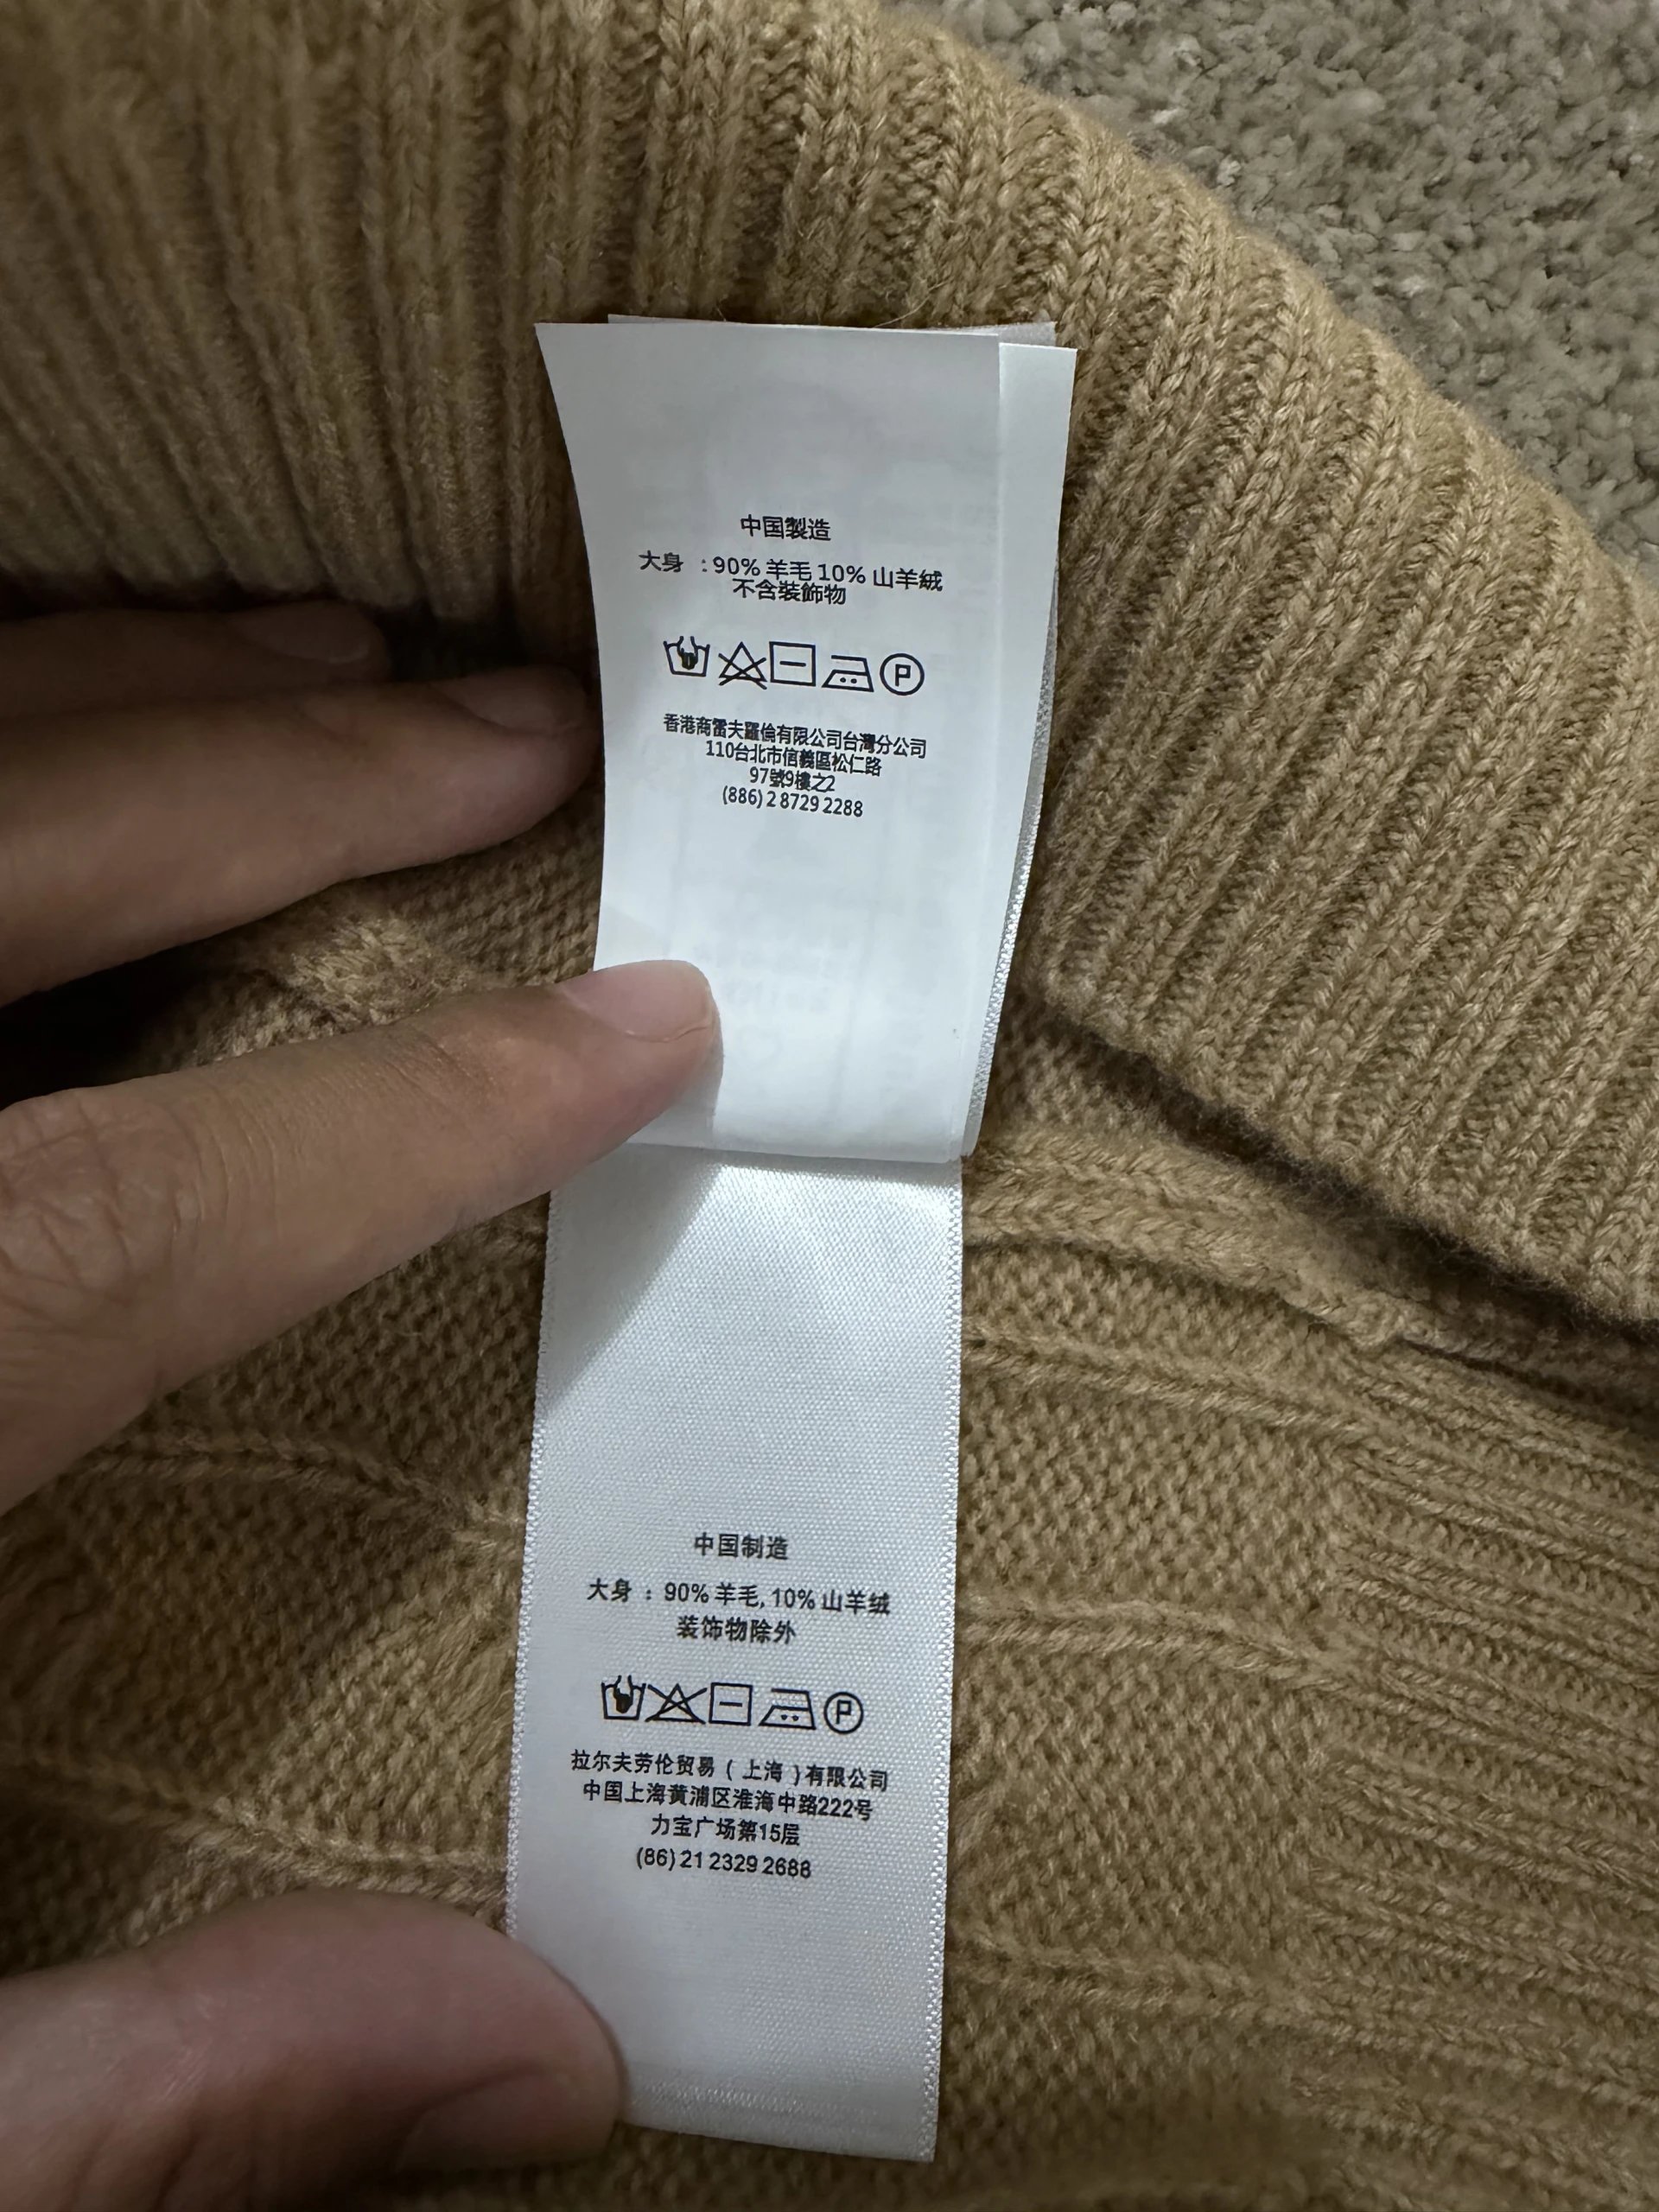 中国製造
大身 : 90% 羊毛 10% 山羊絨
不含裝飾物
P
香港商雷夫羅倫有限公司台灣分公司
110台北市信義區松仁路
97號9樓之2
(886) 2 8729 2288
中国制造
大身 : 90% 羊毛, 10% 山羊绒
装饰物除外
P
拉尔夫劳伦贸易 ( 上海 ) 有限公司
中国上海黄浦区淮海中路222号
力宝广场第15层
(86) 21 2329 2688